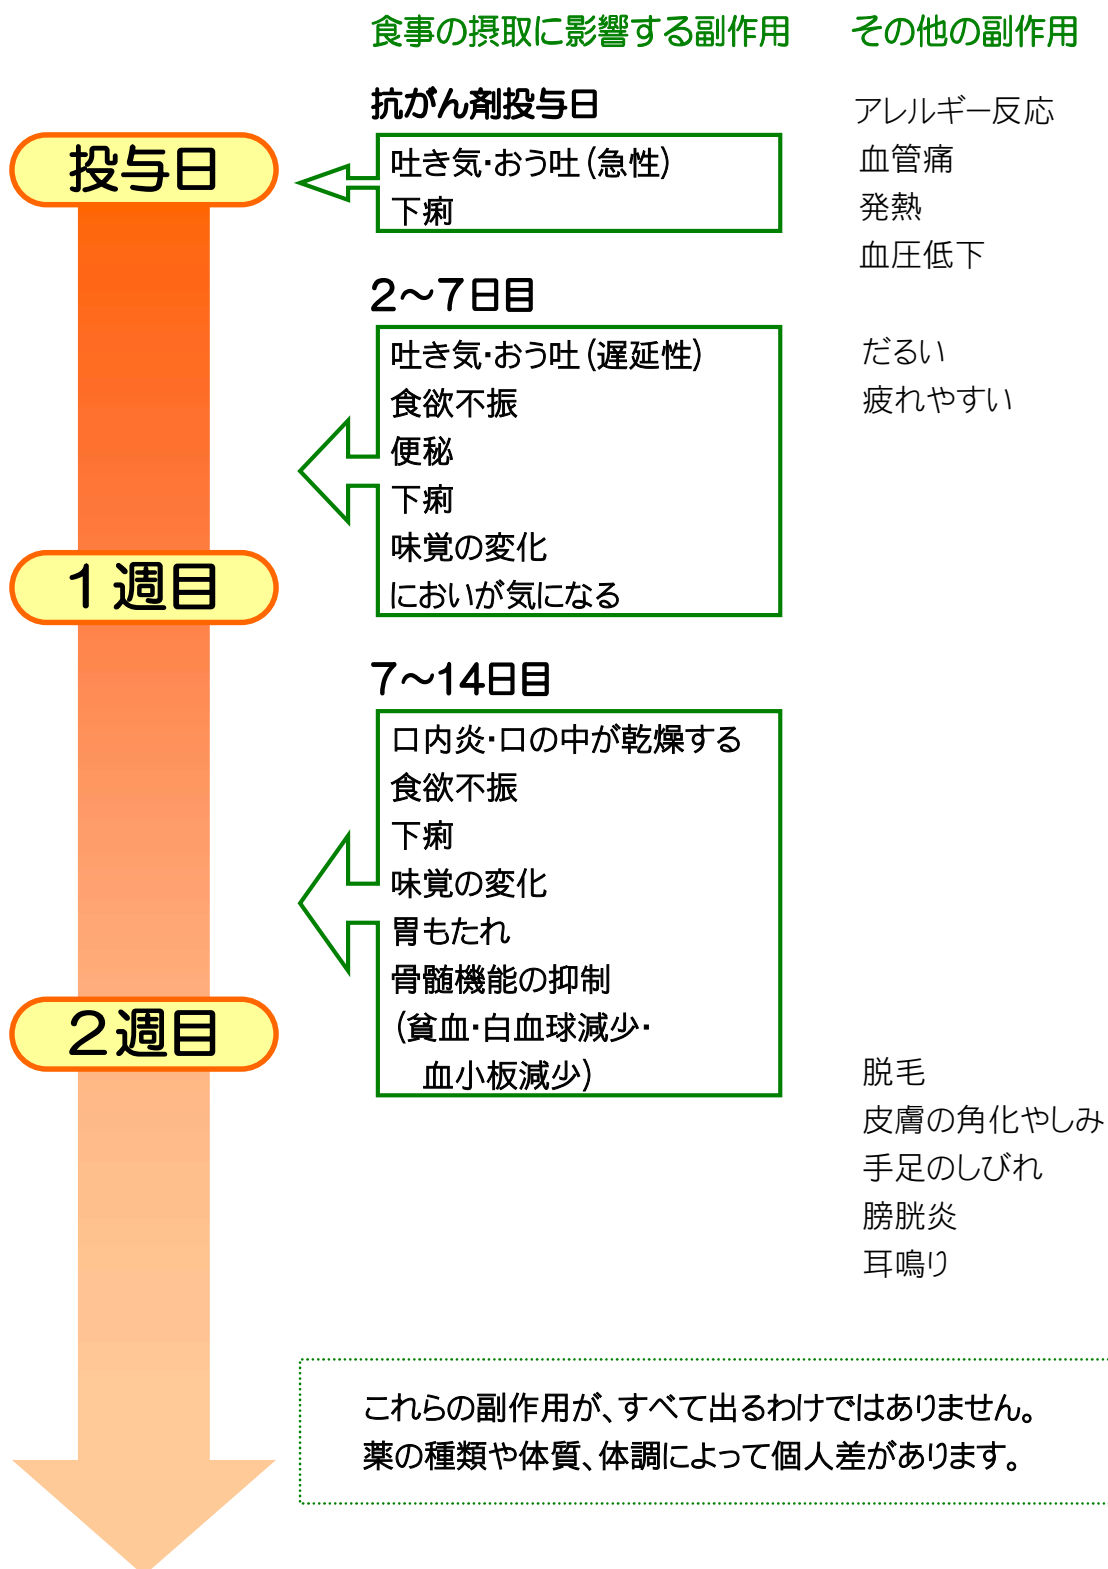 食事の摂取に影響する副作用
その他の副作用
抗がん剤投与日
投与日
吐き気・おう吐(急性)
下痢
アレルギー反応
血管痛
発熱
血圧低下
2～7日目
吐き気・おう吐(遅延性)
食欲不振
便秘
下痢
味覚の変化
においが気になる
だるい
疲れやすい
1週目
7～14日目
口内炎・口の中が乾燥する
食欲不振
下痢
味覚の変化
胃もたれ
骨髄機能の抑制
(貧血・白血球減少・
血小板減少)
2週目
脱毛
皮膚の角化やしみ
手足のしびれ
膀胱炎
耳鳴り
これらの副作用が、すべて出るわけではありません。
薬の種類や体質、体調によって個人差があります。